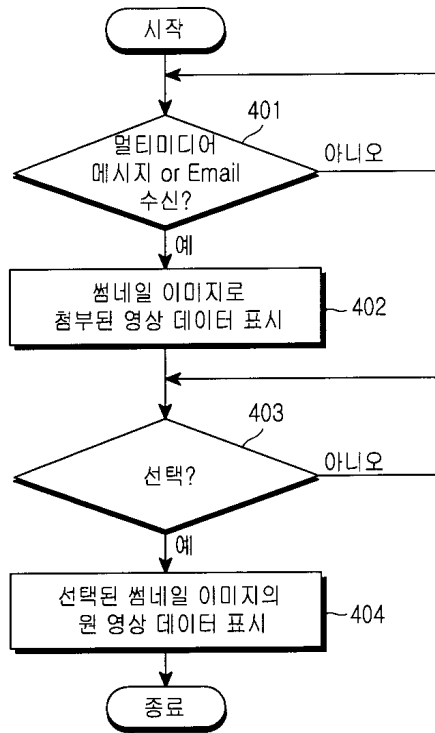 시작
401
멀티미디어
메시지 or Email
수신?
아니오
예
썸네일 이미지로
첨부된 영상 데이터 표시
402
403
선택?
아니오
예
선택된 썸네일 이미지의
원 영상 데이터 표시
404
종료